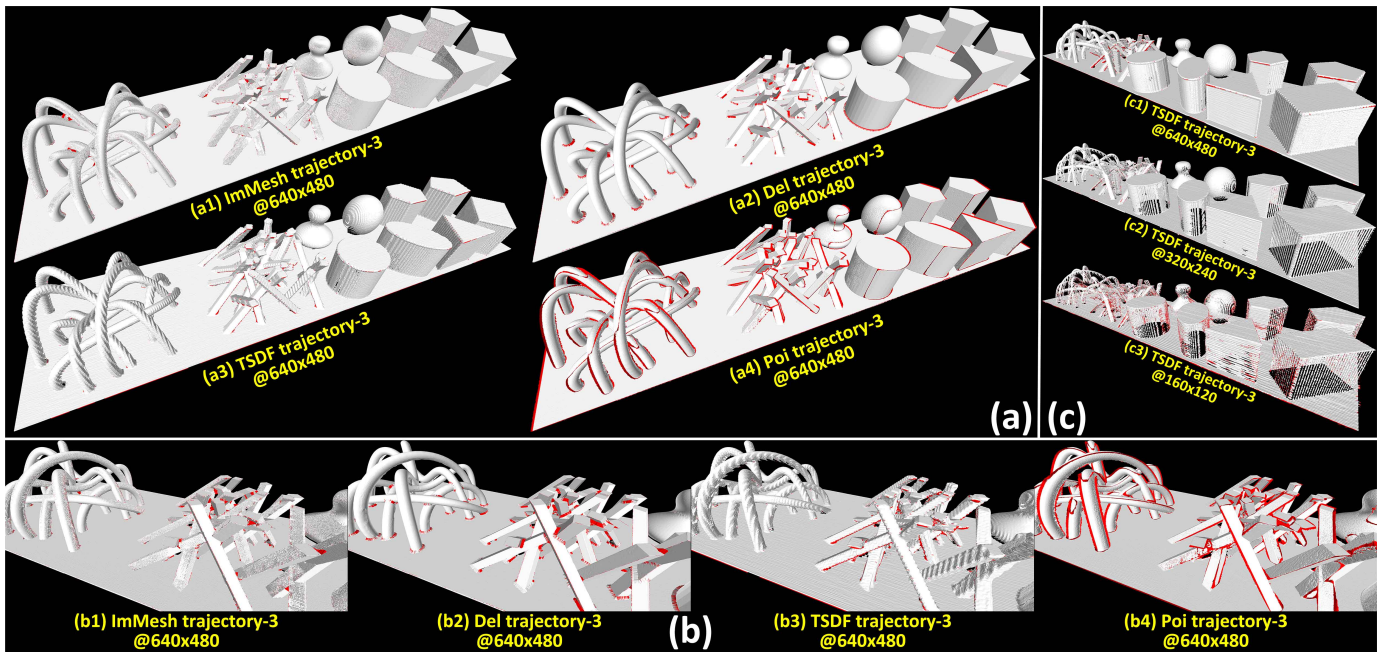 (a1) ImMesh trajectory-3
@640x480
(a2) Del trajectory-3
@640x480
(a3) TSDF trajectory-3
@640x480
(a4) Poi trajectory-3
@640x480
(a)
(c1) TSDF trajectory-3
@640x480
(c2) TSDF trajectory-3
@320x240
(c3) TSDF trajectory-3
@160x120
(c)
(b1) ImMesh trajectory-3
@640x480
(b2) Del trajectory-3
@640x480
(b)
(b3) TSDF trajectory-3
@640x480
(b4) Poi trajectory-3
@640x480